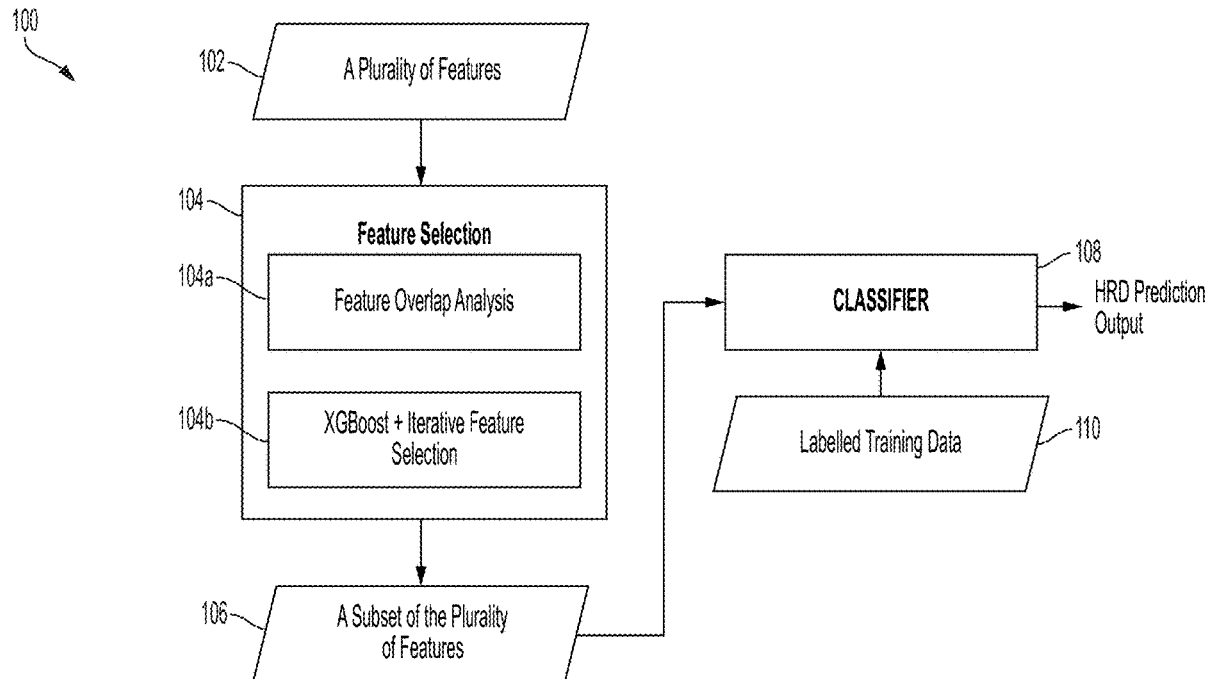 100
102
A Plurality of Features
104
Feature Selection
104a
Feature Overlap Analysis
104b
XGBoost + Iterative Feature
Selection
106
A Subset of the Plurality
of Features
108
CLASSIFIER
HRD Prediction
Output
Labelled Training Data
110